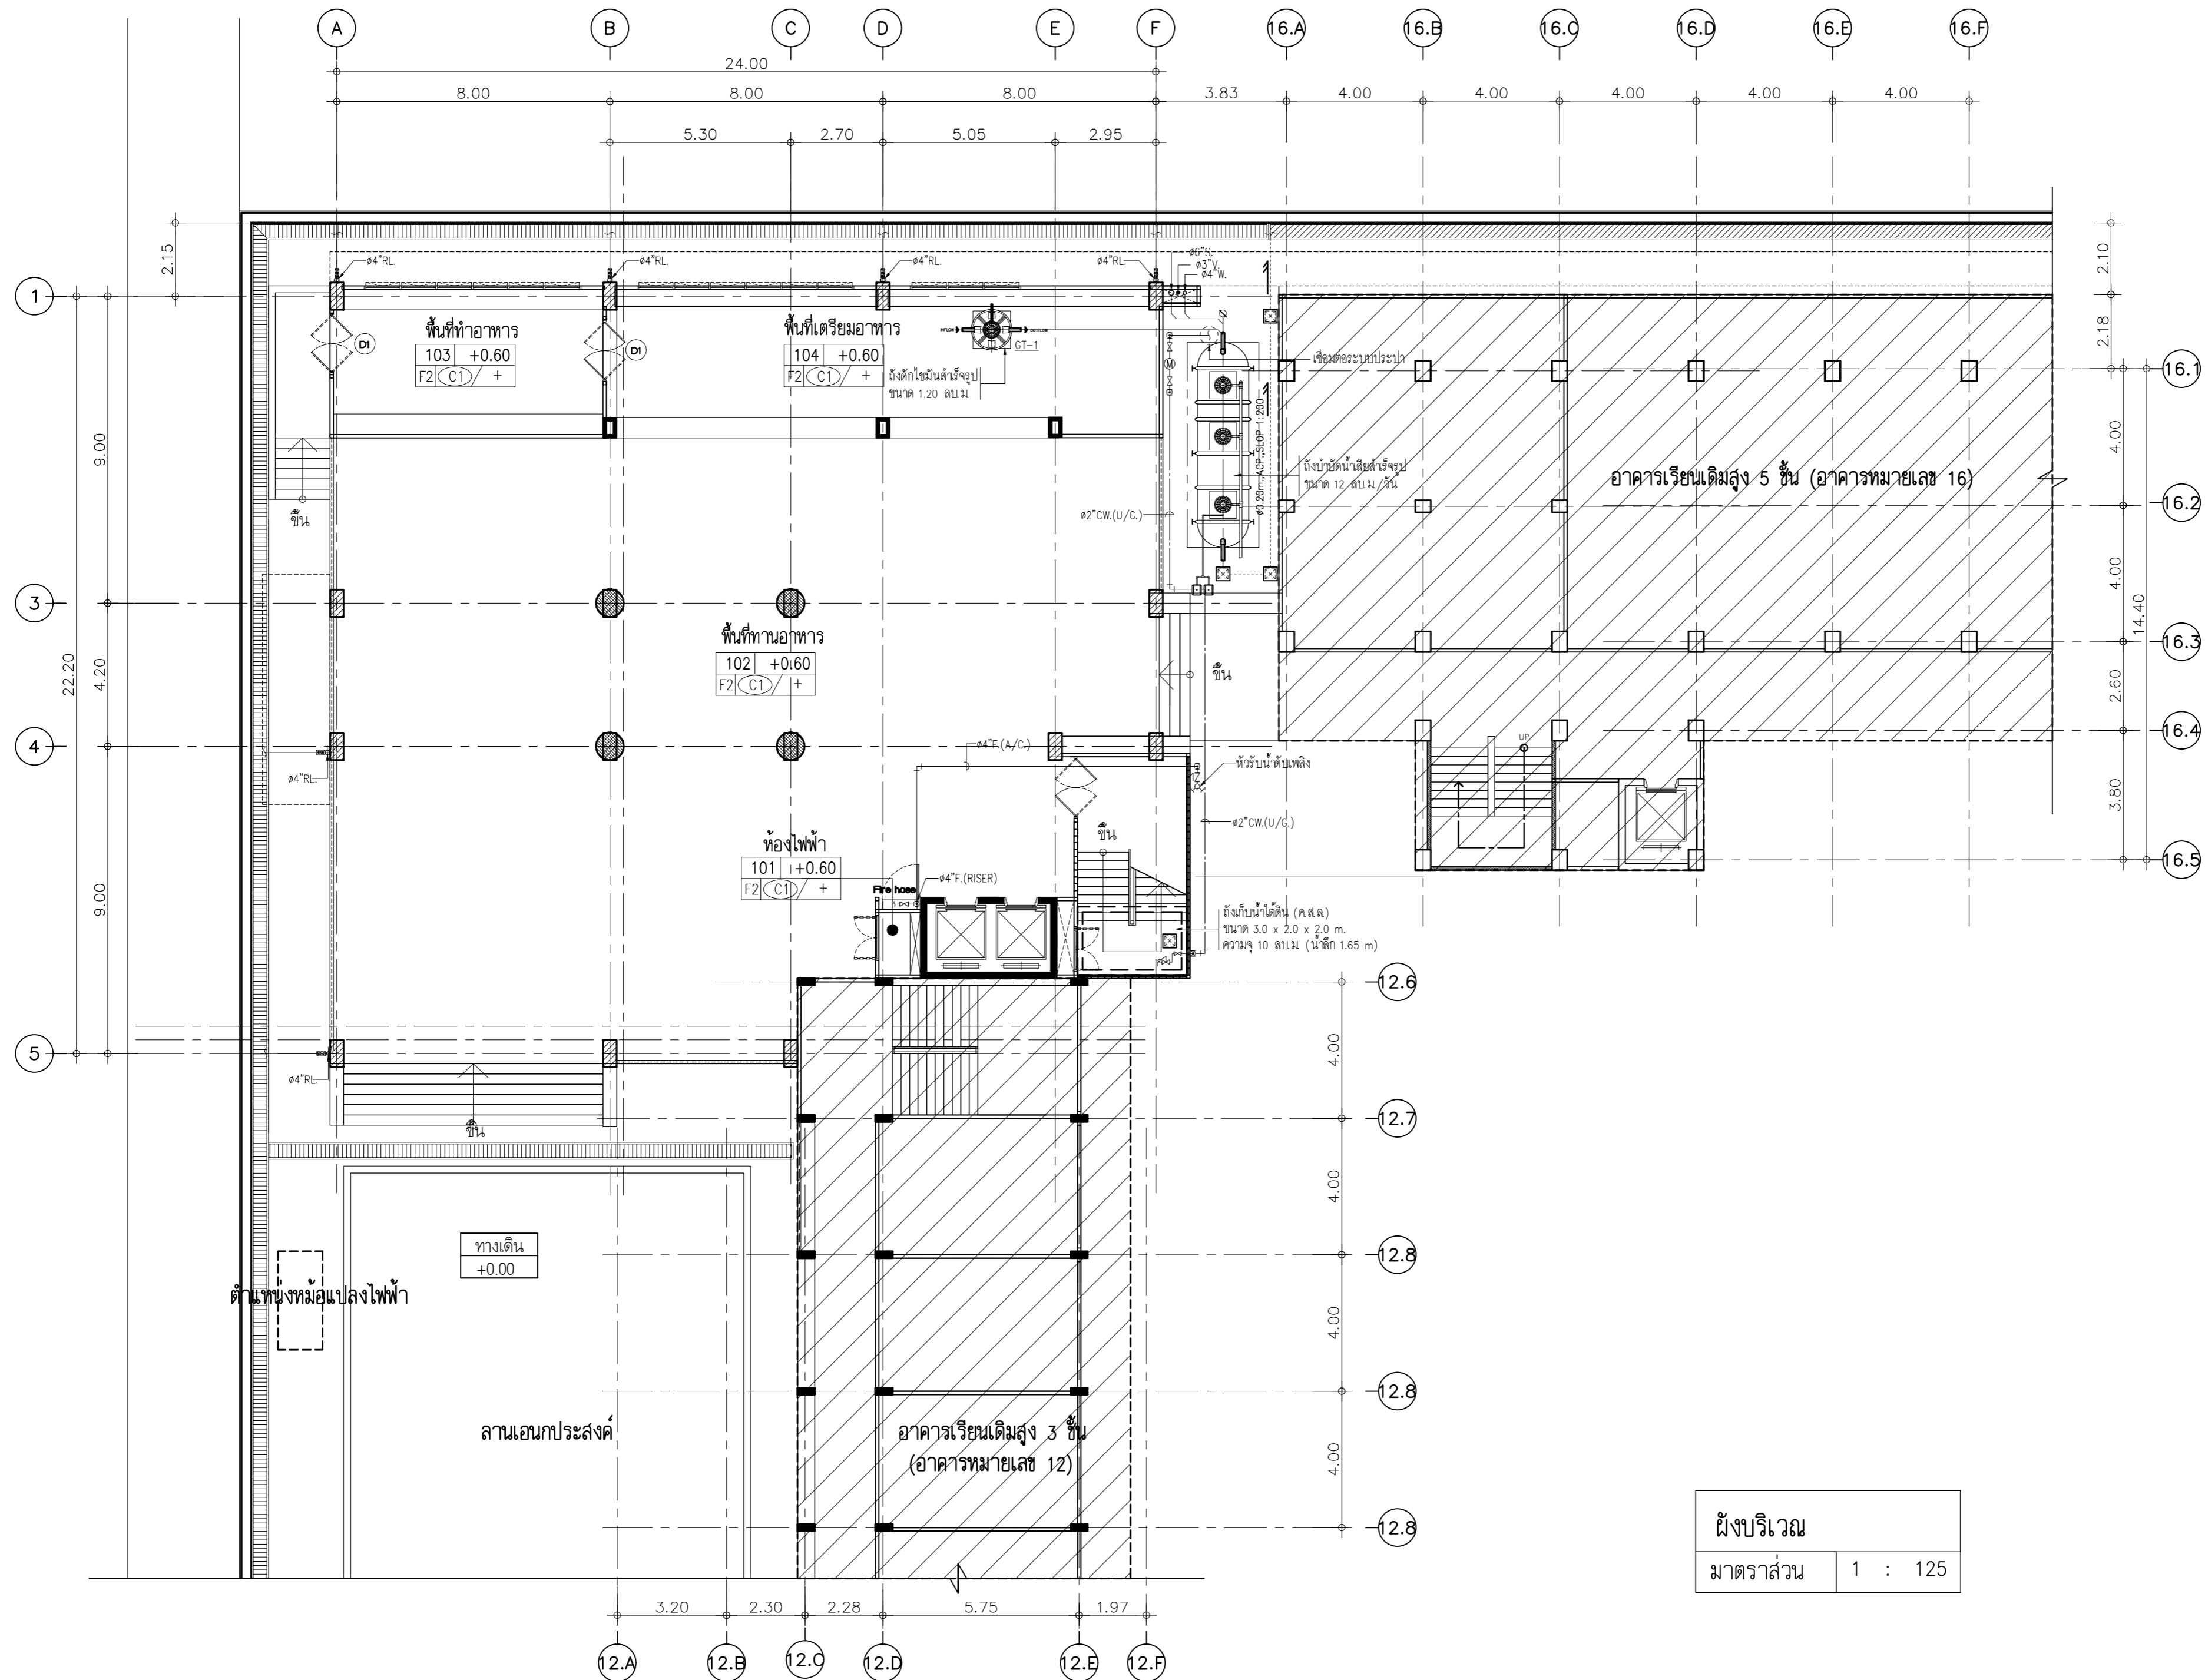 A B C D E F 16.A 16.B 16.C 16.D 16.E 16.F
24.00
8.00 8.00 8.00 3.83 4.00 4.00 4.00 4.00 4.00
5.30 2.70 5.05 2.95
2.15
2.10
ø6"S.
ø3"V.
ø4"W.
ø4"RL. ø4"RL. ø4"RL. ø4"RL.
1
พื้นที่ทำอาหาร
103 +0.60
F2 C1 / +
D1
D1
พื้นที่เตรียมอาหาร
104 +0.60
F2 C1 / +
INFLOW
OUTFLOW
GT-1
ถังดักไขมันสำเร็จรูป
ขนาด 1.20 ลบ.ม
M
เชื่อมต่อระบบประปา
2.18
16.1
9.00
4.00
ø0.20m.,ACP.,SLOP 1:200
ถังบำบัดน้ำเสียสำเร็จรูป
ขนาด 12 ลบ.ม/วัน
อาคารเรียนเดิมสูง 5 ชั้น (อาคารหมายเลข 16)
16.2
ขึ้น
ø2"CW.(U/G.)
4.00
14.40
3
16.3
พื้นที่ทานอาหาร
102 +0.60
F2 C1 / +
22.20
4.20
ขึ้น
2.60
4
16.4
ø4"F.(A/C.)
UP
ø4"RL.
หัวรับน้ำดับเพลิง
3.80
ø2"CW.(U/G.)
ขึ้น
ห้องไฟฟ้า
101 +0.60
F2 C1 / +
16.5
9.00
Fire hose
ø4"F.(RISER)
ถังเก็บน้ำใต้ดิน (ค.ส.ล.)
ขนาด 3.0 x 2.0 x 2.0 m.
ความจุ 10 ลบ.ม (น้ำลึก 1.65 m)
12.6
5
4.00
ø4"RL.
12.7
ขึ้น
4.00
ทางเดิน
+0.00
12.8
ตำแหน่งหม้อแปลงไฟฟ้า
4.00
12.8
ลานเอนกประสงค์
อาคารเรียนเดิมสูง 3 ชั้น
(อาคารหมายเลข 12)
4.00
12.8
ผังบริเวณ
มาตราส่วน 1 : 125
3.20 2.30 2.28 5.75 1.97
12.A 12.B 12.C 12.D 12.E 12.F